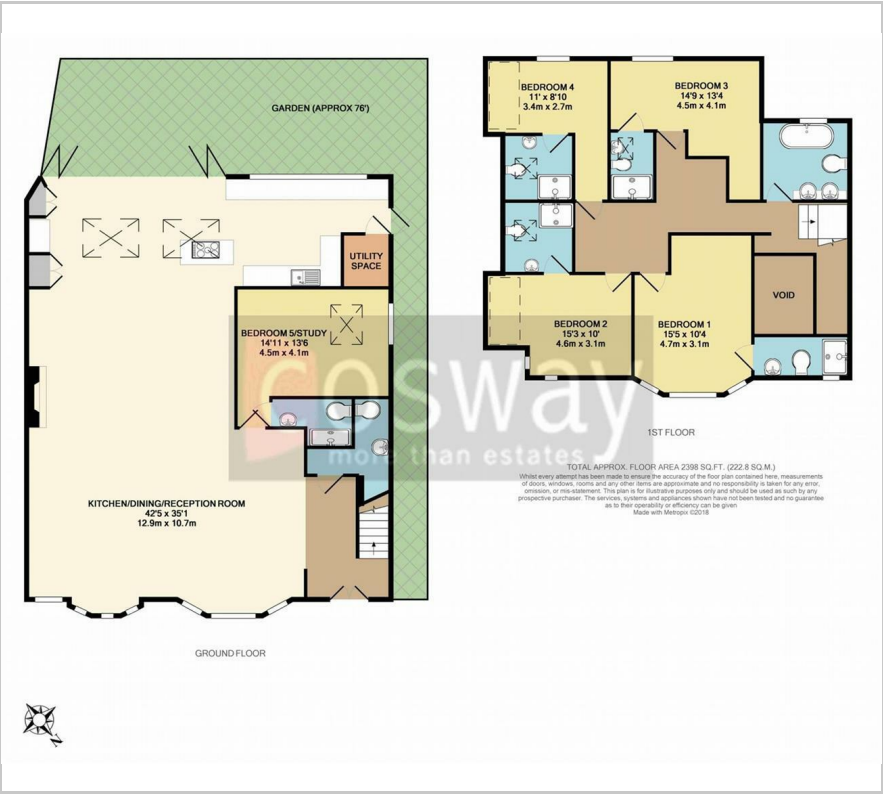 GARDEN (APPROX 76')
UTILITY
SPACE
BEDROOM 5/STUDY
14'11 x 13'6
4.5m x 4.1m
KITCHEN/DINING/RECEPTION ROOM
42'5 x 35'1
12.9m x 10.7m
GROUND FLOOR
BEDROOM 4
11' x 8'10
3.4m x 2.7m
BEDROOM 3
14'9 x 13'4
4.5m x 4.1m
BEDROOM 2
15'3 x 10'
4.6m x 3.1m
BEDROOM 1
15'5 x 10'4
4.7m x 3.1m
VOID
1ST FLOOR
cosway
more than estates
TOTAL APPROX. FLOOR AREA 2398 SQ.FT. (222.8 SQ.M.)
Whilst every attempt has been made to ensure the accuracy of the floor plan contained here, measurements
of doors, windows, rooms and any other items are approximate and no responsibility is taken for any error,
omission, or mis-statement. This plan is for illustrative purposes only and should be used as such by any
prospective purchaser. The services, systems and appliances shown have not been tested and no guarantee
as to their operability or efficiency can be given
Made with Metropix ©2018
N